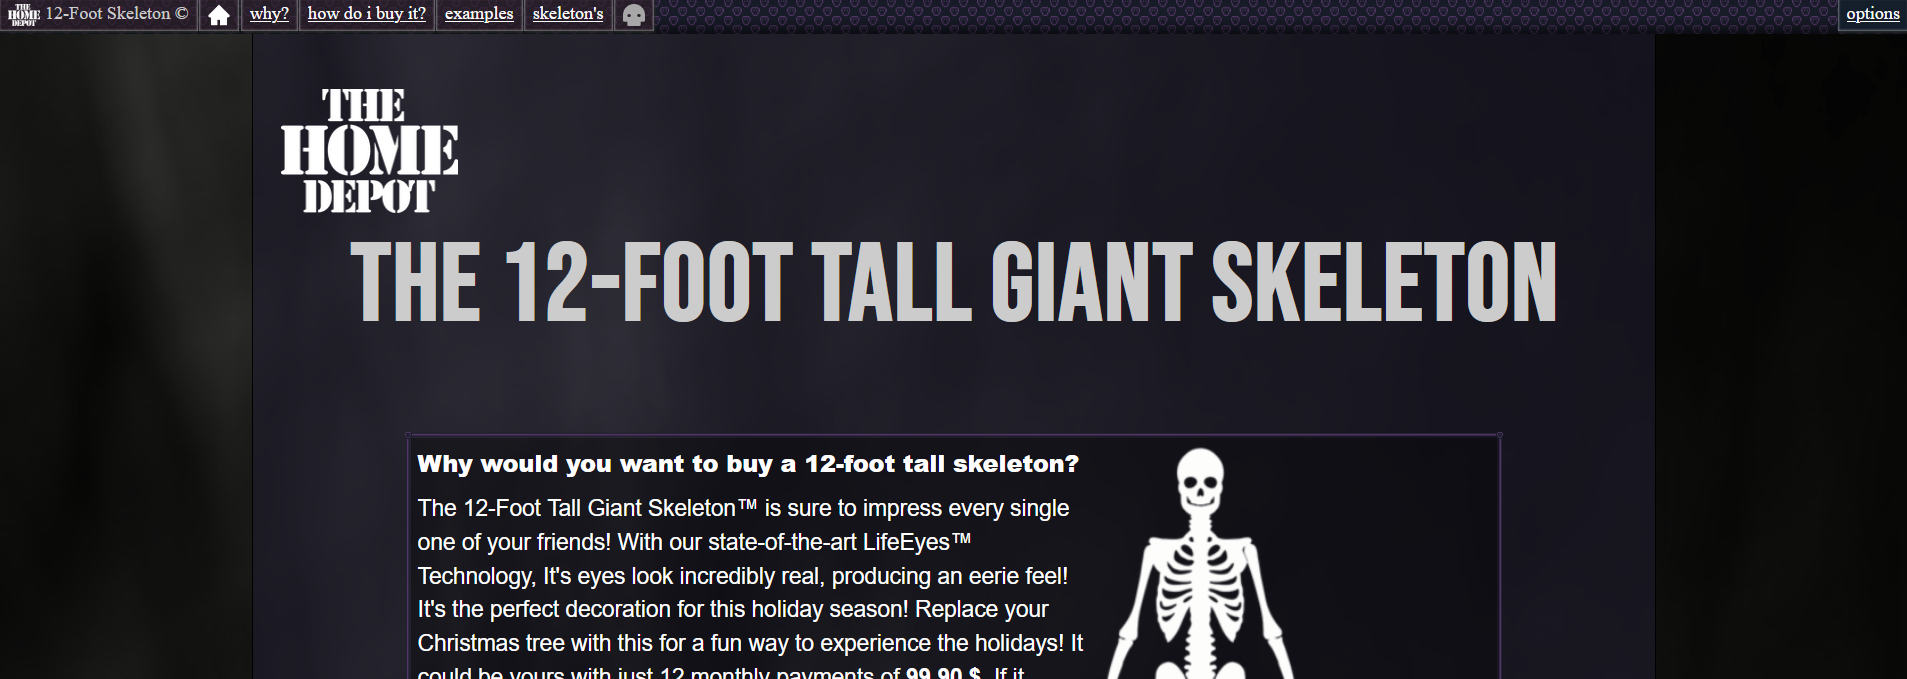 THE HOME DEPOT 12-Foot Skeleton © why? how do i buy it? examples skeleton's options
THE
HOME
DEPOT
THE 12-FOOT TALL GIANT SKELETON
Why would you want to buy a 12-foot tall skeleton?
The 12-Foot Tall Giant Skeleton™ is sure to impress every single
one of your friends! With our state-of-the-art LifeEyes™
Technology, It's eyes look incredibly real, producing an eerie feel!
It's the perfect decoration for this holiday season! Replace your
Christmas tree with this for a fun way to experience the holidays! It
could be yours with just 12 monthly payments of 99.90 $. If it